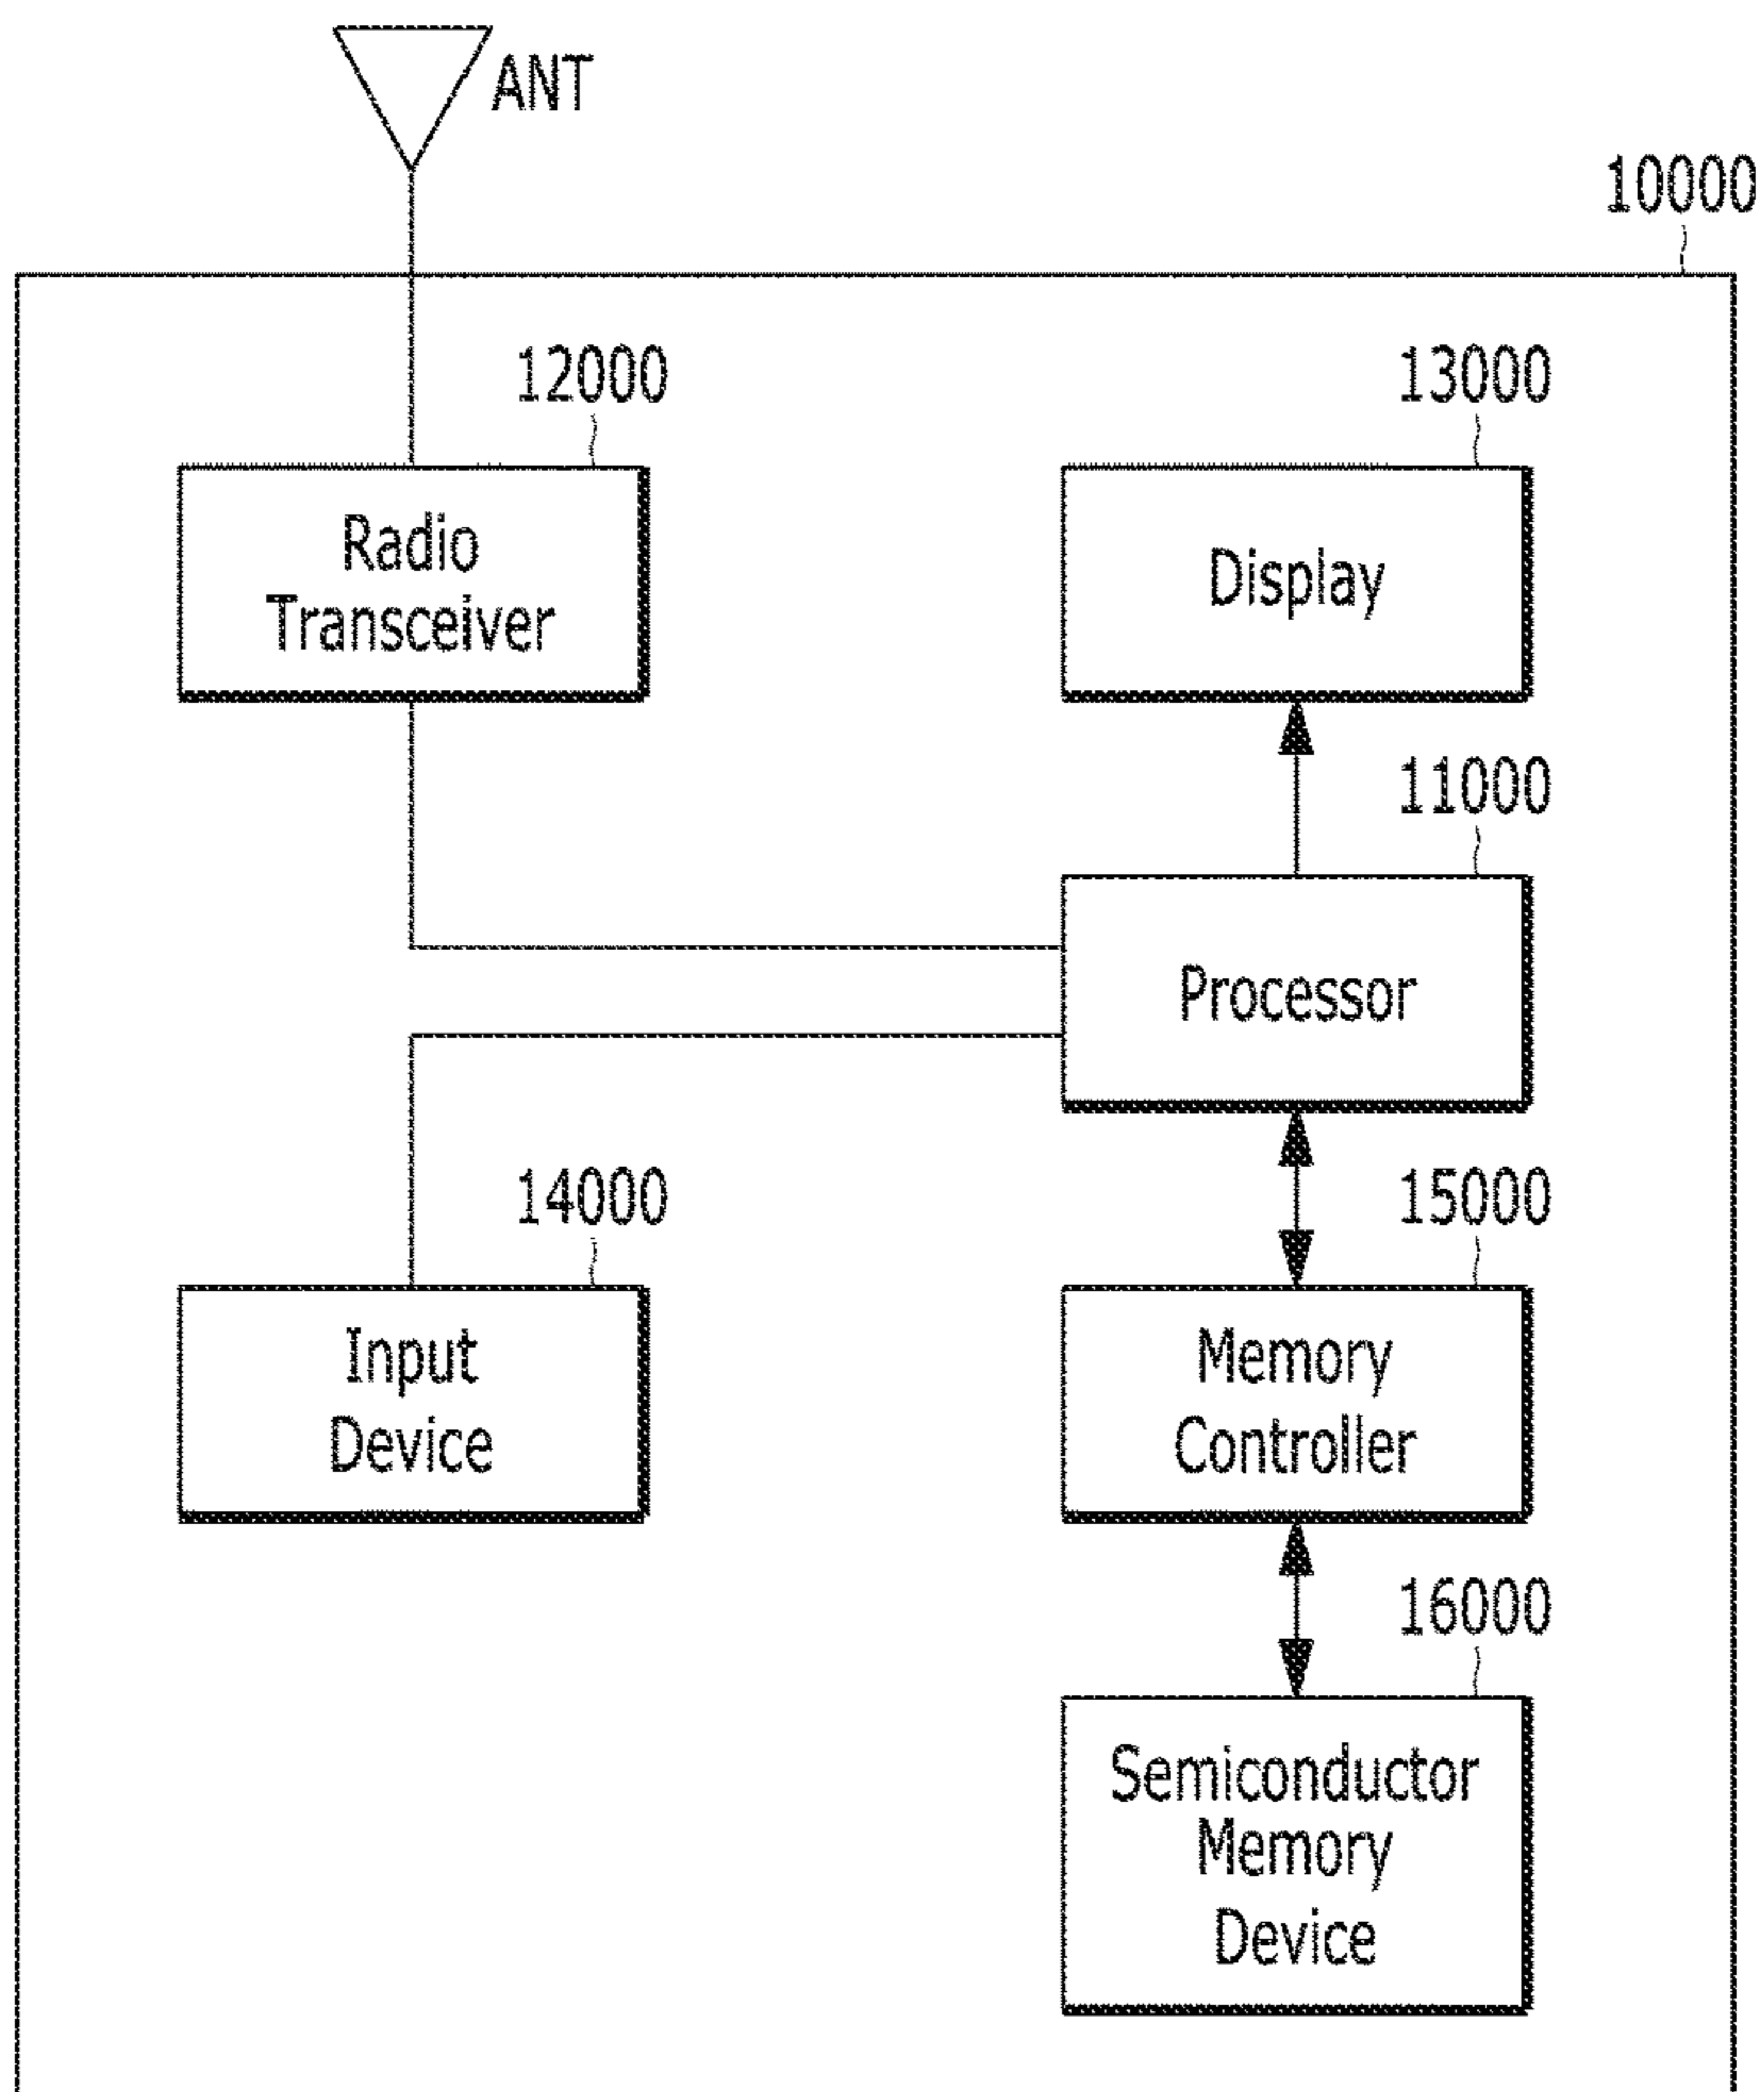 ANT
10000
12000
13000
Radio
Transceiver
Display
11000
Processor
14000
15000
Input
Device
Memory
Controller
16000
Semiconductor
Memory
Device